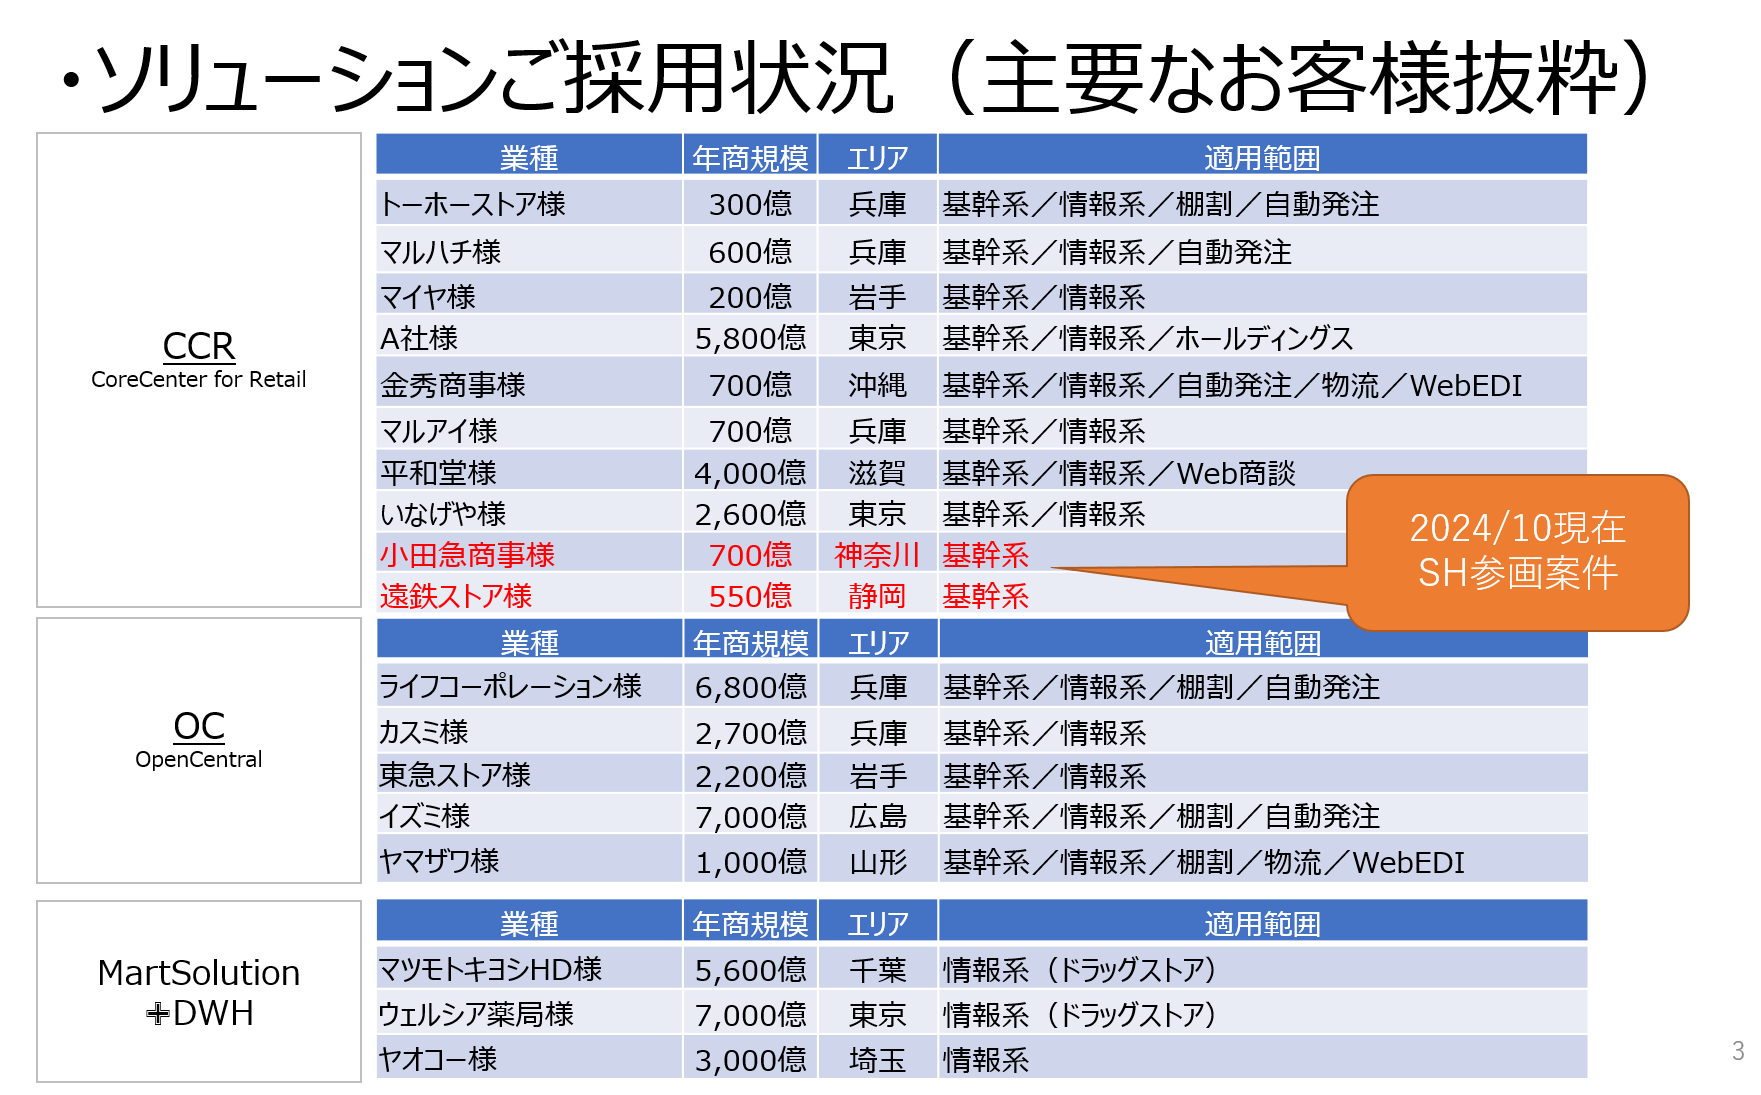 ・ソリューションご採用状況（主要なお客様抜粋）
CCR
CoreCenter for Retail
業種 年商規模 エリア 適用範囲
トーホーストア様 300億 兵庫 基幹系／情報系／棚割／自動発注
マルハチ様 600億 兵庫 基幹系／情報系／自動発注
マイヤ様 200億 岩手 基幹系／情報系
A社様 5,800億 東京 基幹系／情報系／ホールディングス
金秀商事様 700億 沖縄 基幹系／情報系／自動発注／物流／WebEDI
マルアイ様 700億 兵庫 基幹系／情報系
平和堂様 4,000億 滋賀 基幹系／情報系／Web商談
いなげや様 2,600億 東京 基幹系／情報系
小田急商事様 700億 神奈川 基幹系
遠鉄ストア様 550億 静岡 基幹系
2024/10現在
SH参画案件
OC
OpenCentral
業種 年商規模 エリア 適用範囲
ライフコーポレーション様 6,800億 兵庫 基幹系／情報系／棚割／自動発注
カスミ様 2,700億 兵庫 基幹系／情報系
東急ストア様 2,200億 岩手 基幹系／情報系
イズミ様 7,000億 広島 基幹系／情報系／棚割／自動発注
ヤマザワ様 1,000億 山形 基幹系／情報系／棚割／物流／WebEDI
MartSolution
✙DWH
業種 年商規模 エリア 適用範囲
マツモトキヨシHD様 5,600億 千葉 情報系（ドラッグストア）
ウェルシア薬局様 7,000億 東京 情報系（ドラッグストア）
ヤオコー様 3,000億 埼玉 情報系
3